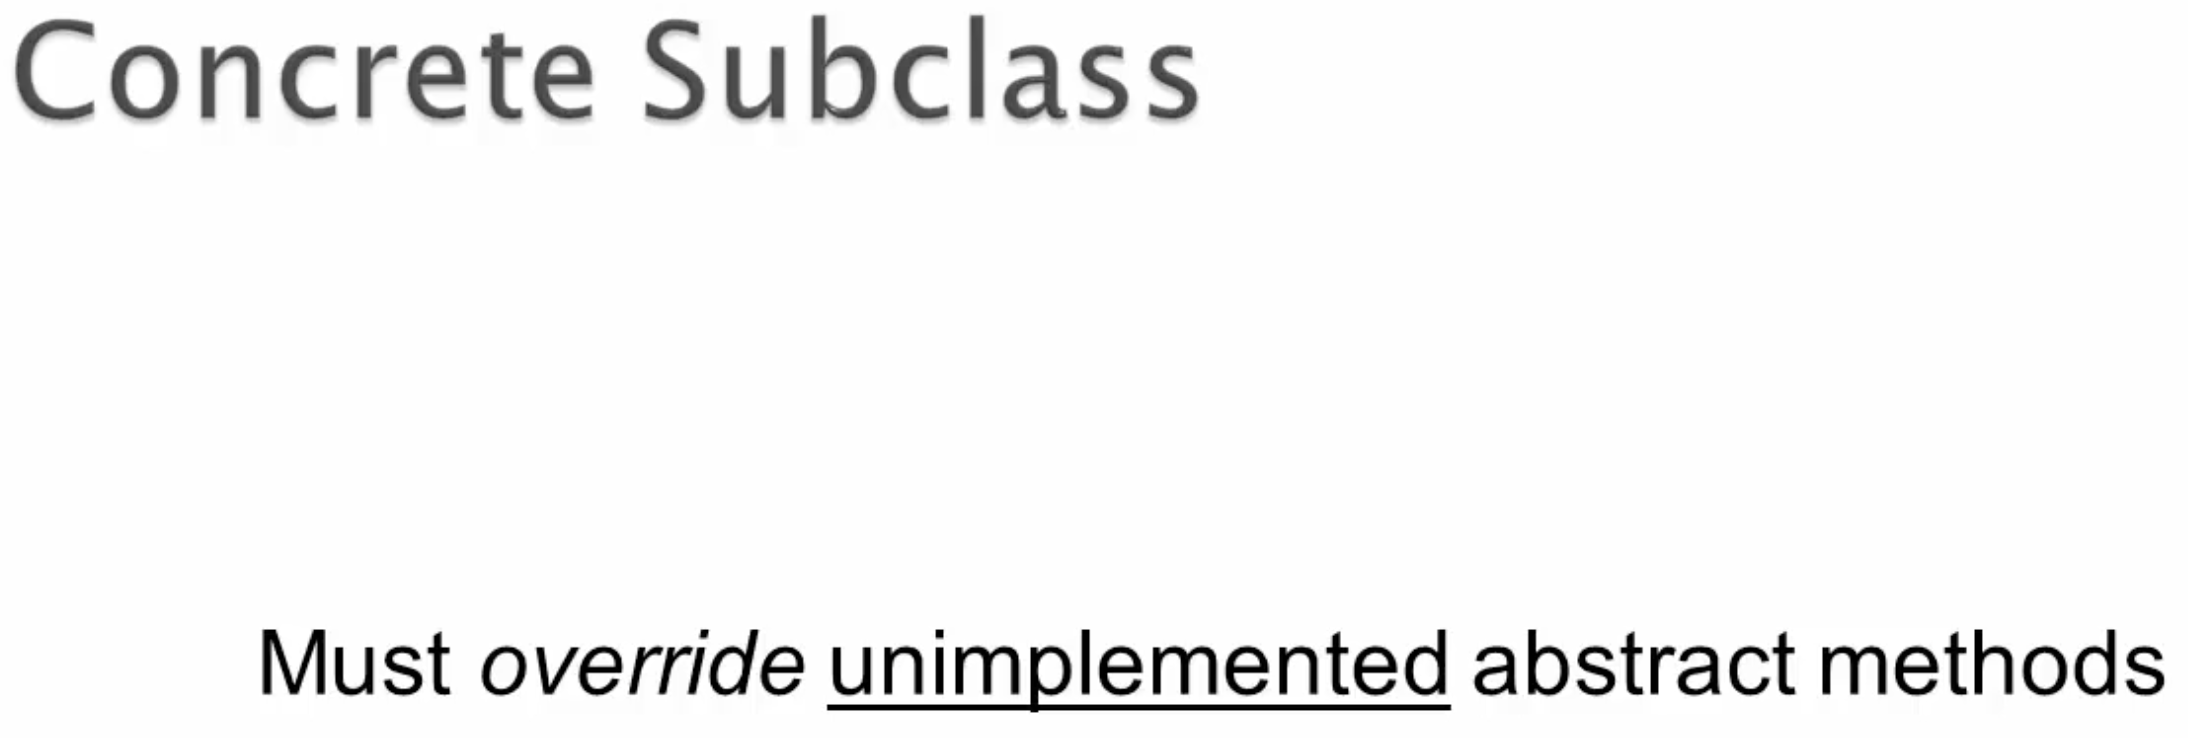 Concrete Subclass
Must override unimplemented abstract methods